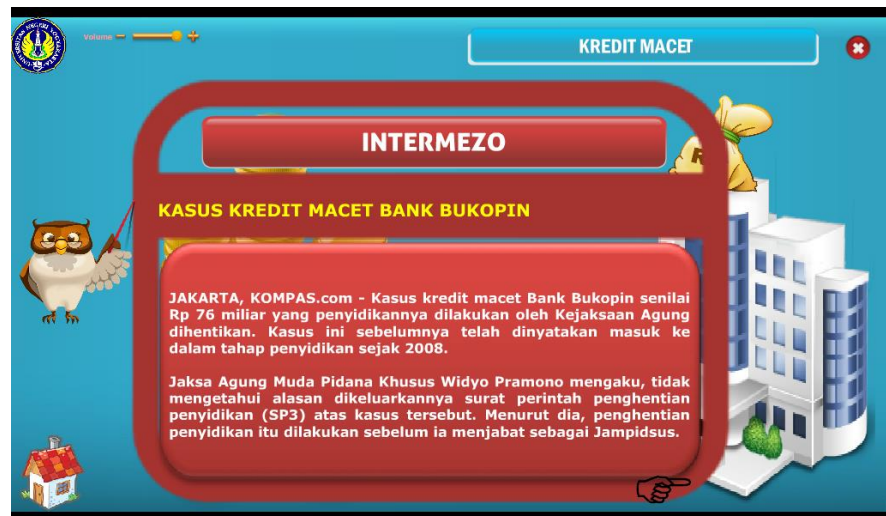 Volume
KREDIT MACET
INTERMEZO
KASUS KREDIT MACET BANK BUKOPIN
JAKARTA, KOMPAS.com - Kasus kredit macet Bank Bukopin senilai
Rp 76 miliar yang penyidikannya dilakukan oleh Kejaksaan Agung
dihentikan. Kasus ini sebelumnya telah dinyatakan masuk ke
dalam tahap penyidikan sejak 2008.
Jaksa Agung Muda Pidana Khusus Widyo Pramono mengaku, tidak
mengetahui alasan dikeluarkannya surat perintah penghentian
penyidikan (SP3) atas kasus tersebut. Menurut dia, penghentian
penyidikan itu dilakukan sebelum ia menjabat sebagai Jampidsus.